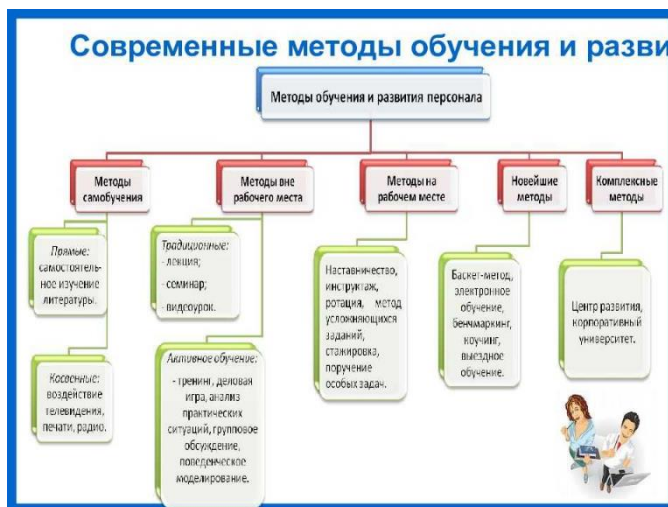 Современные методы обучения и разви
Методы обучения и развития персонала
Методы
самобучения
Методы вне
рабочего места
Методы на
рабочем месте
Новейшие
методы
Комплексные
методы
Прямые:
самостоятель-
ное изучение
литературы.
Косвенные:
воздействие
телевидения,
печати, радио.
Традиционные:
- лекция;
- семинар;
- видеоурок.
Активное обучение:
- тренинг, деловая
игра, анализ
практических
ситуаций, групповое
обсуждение,
поведенческое
моделирование.
Наставничество,
инструктаж,
ротация, метод
усложняющихся
заданий,
стажировка,
поручение
особых задач.
Баскет-метод,
электронное
обучение,
бенчмаркинг,
коучинг,
выездное
обучение.
Центр развития,
корпоративный
университет.